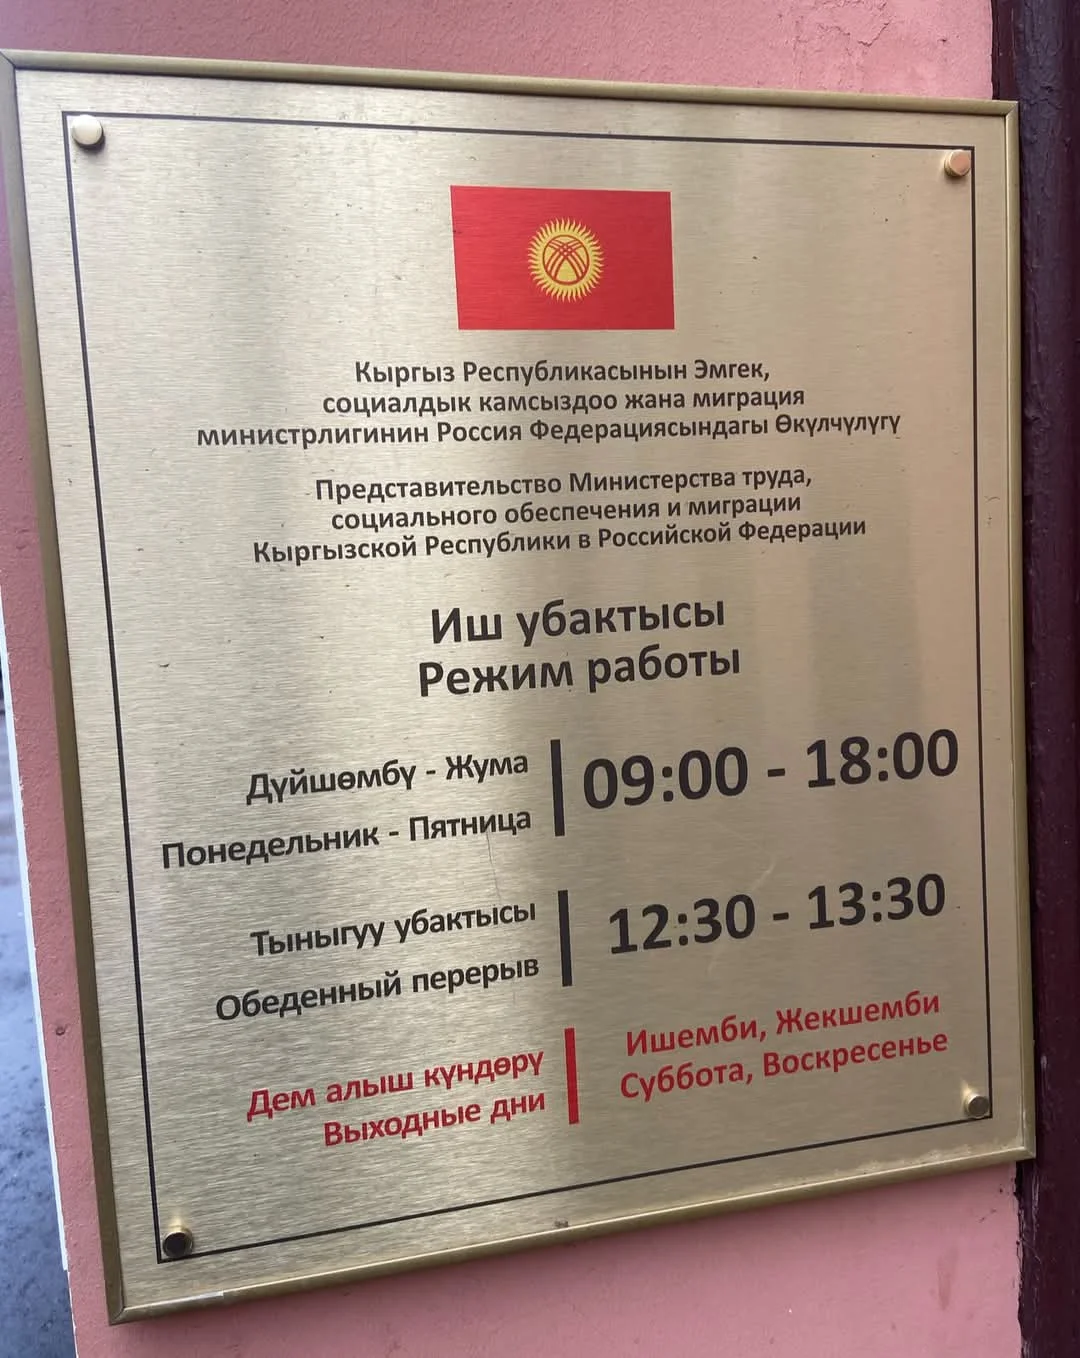 Кыргыз Республикасынын Эмгек,
социалдык камсыздоо жана миграция
министрлигинин Россия Федерациясындагы Өкүлчүлүгү
Представительство Министерства труда,
социального обеспечения и миграции
Кыргызской Республики в Российской Федерации
Иш убактысы
Режим работы
Дүйшөмбү - Жума
Понедельник - Пятница
09:00 - 18:00
Тыныгуу убактысы
Обеденный перерыв
12:30 - 13:30
Дем алыш күндөрү
Выходные дни
Ишемби, Жекшемби
Суббота, Воскресенье